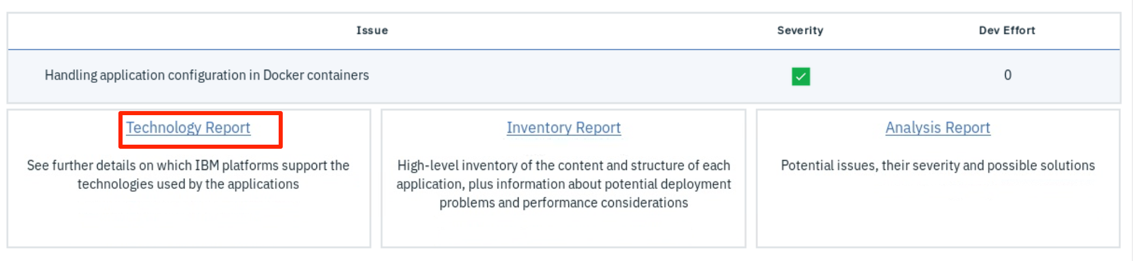 Issue Severity Dev Effort
Handling application configuration in Docker containers 0
Technology Report
See further details on which IBM platforms support the
technologies used by the applications
Inventory Report
High-level inventory of the content and structure of each
application, plus information about potential deployment
problems and performance considerations
Analysis Report
Potential issues, their severity and possible solutions